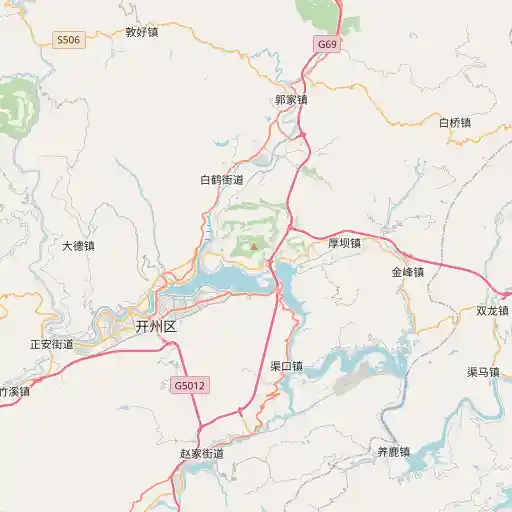 敦好镇
S506
G69
郭家镇
白桥镇
白鹤街道
大德镇
厚坝镇
金峰镇
双龙镇
开州区
正安街道
渠口镇
渠马镇
G5012
竹溪镇
赵家街道
养鹿镇